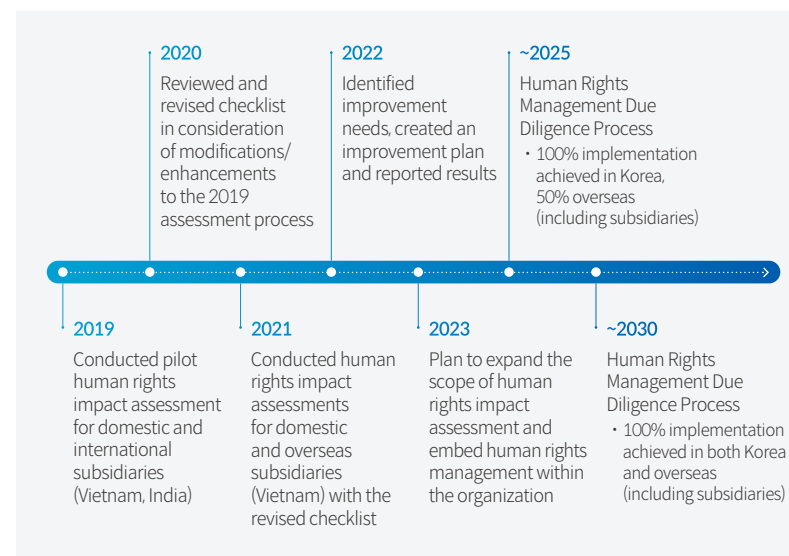 2020
Reviewed and
revised checklist
in consideration
of modifications/
enhancements
to the 2019
assessment process
2022
Identified
improvement
needs, created an
improvement plan
and reported results
~2025
Human Rights
Management Due
Diligence Process
・100% implementation
achieved in Korea,
50% overseas
(including subsidiaries)
2019
Conducted pilot
human rights
impact assessment
for domestic and
international
subsidiaries
(Vietnam, India)
2021
Conducted human
rights impact
assessments
for domestic
and overseas
subsidiaries
(Vietnam) with the
revised checklist
2023
Plan to expand the
scope of human
rights impact
assessment and
embed human rights
management within
the organization
~2030
Human Rights
Management Due
Diligence Process
・100% implementation
achieved in both Korea
and overseas
(including subsidiaries)